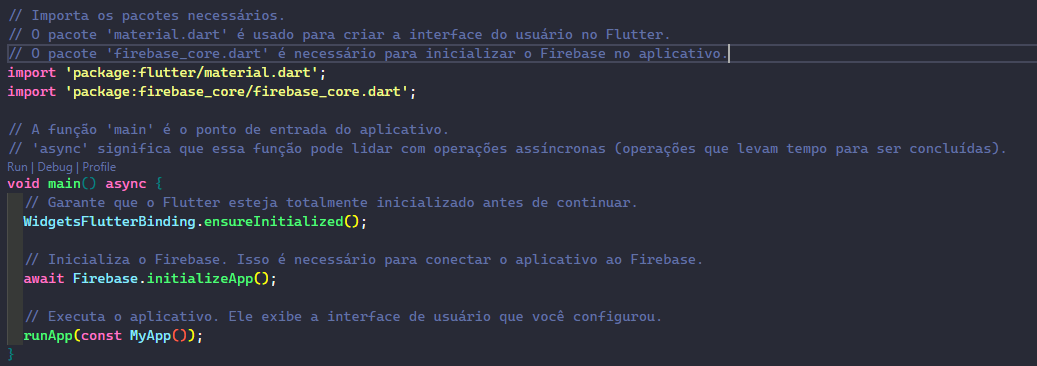 // Importa os pacotes necessários.
// O pacote 'material.dart' é usado para criar a interface do usuário no Flutter.
// O pacote 'firebase_core.dart' é necessário para inicializar o Firebase no aplicativo.
import 'package:flutter/material.dart';
import 'package:firebase_core/firebase_core.dart';
// A função 'main' é o ponto de entrada do aplicativo.
// 'async' significa que essa função pode lidar com operações assíncronas (operações que levam tempo para ser concluídas).
Run | Debug | Profile
void main() async {
// Garante que o Flutter esteja totalmente inicializado antes de continuar.
WidgetsFlutterBinding.ensureInitialized();
// Inicializa o Firebase. Isso é necessário para conectar o aplicativo ao Firebase.
await Firebase.initializeApp();
// Executa o aplicativo. Ele exibe a interface de usuário que você configurou.
runApp(const MyApp());
}